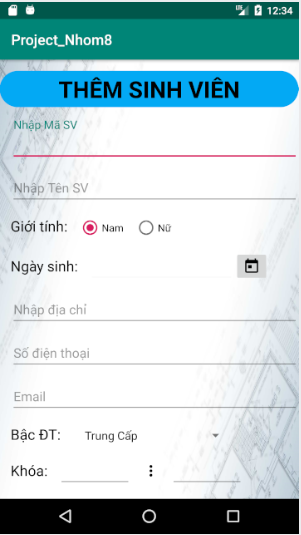 12:34
Project_Nhom8
THÊM SINH VIÊN
Nhập Mã SV
Nhập Tên SV
Giới tính: Nam Nữ
Ngày sinh:
Nhập địa chỉ
Số điện thoại
Email
Bậc ĐT: Trung Cấp
Khóa: